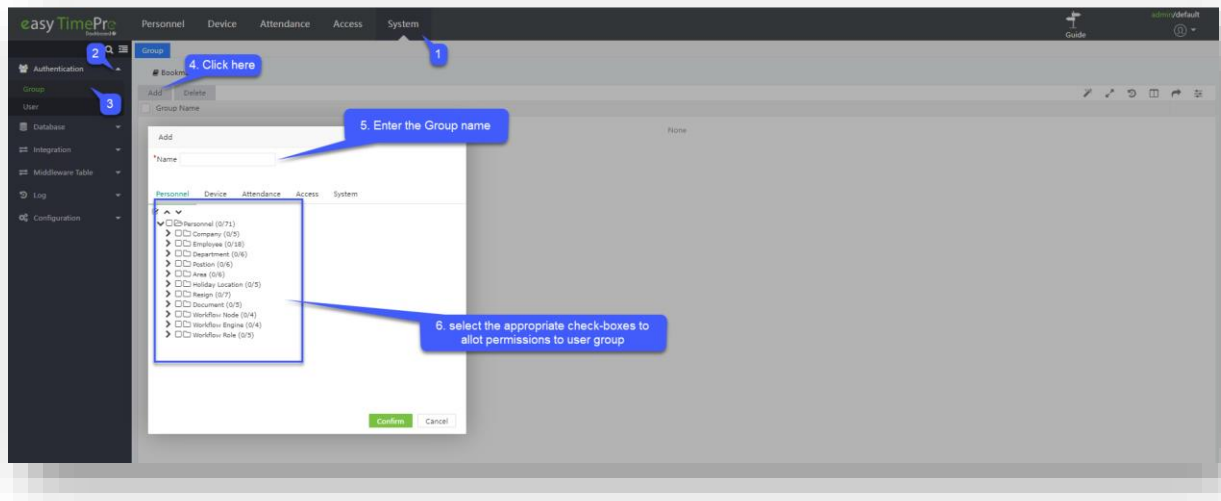 easy TimePro
Personnel Device Attendance Access System
Guide
admin/default
1
2
Group
Authentication
4. Click here
Bookm
Group
3
Add Delete
User
Group Name
Database
5. Enter the Group name
None
Add
Integration
*Name
Middleware Table
Log
Personnel Device Attendance Access System
Configuration
Personnel (0/71)
Company (0/5)
Employee (0/18)
Department (0/6)
Postion (0/6)
Area (0/6)
Holiday Location (0/5)
Resign (0/7)
Document (0/5)
Workflow Node (0/4)
Workflow Engine (0/4)
Workflow Role (0/5)
6. select the appropriate check-boxes to
allot permissions to user group
Confirm Cancel